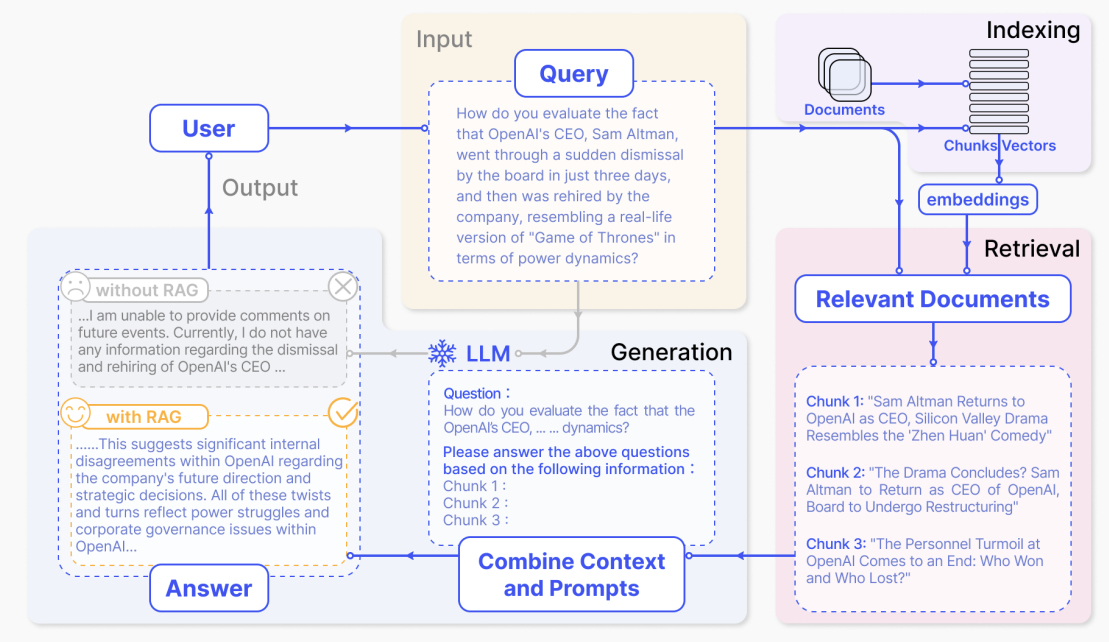 Input
Query
How do you evaluate the fact
that OpenAI's CEO, Sam Altman,
went through a sudden dismissal
by the board in just three days,
and then was rehired by the
company, resembling a real-life
version of "Game of Thrones" in
terms of power dynamics?
Indexing
Documents
Chunks Vectors
embeddings
User
Output
Retrieval
Relevant Documents
Chunk 1: "Sam Altman Returns to
OpenAI as CEO, Silicon Valley Drama
Resembles the 'Zhen Huan' Comedy"
Chunk 2: "The Drama Concludes? Sam
Altman to Return as CEO of OpenAI,
Board to Undergo Restructuring"
Chunk 3: "The Personnel Turmoil at
OpenAI Comes to an End: Who Won
and Who Lost?"
Generation
LLM
Question :
How do you evaluate the fact that the
OpenAI's CEO, ... ... dynamics?
Please answer the above questions
based on the following information :
Chunk 1 :
Chunk 2 :
Chunk 3 :
Combine Context
and Prompts
without RAG
...I am unable to provide comments on
future events. Currently, I do not have
any information regarding the dismissal
and rehiring of OpenAI's CEO ...
with RAG
......This suggests significant internal
disagreements within OpenAI regarding
the company's future direction and
strategic decisions. All of these twists
and turns reflect power struggles and
corporate governance issues within
OpenAI...
Answer